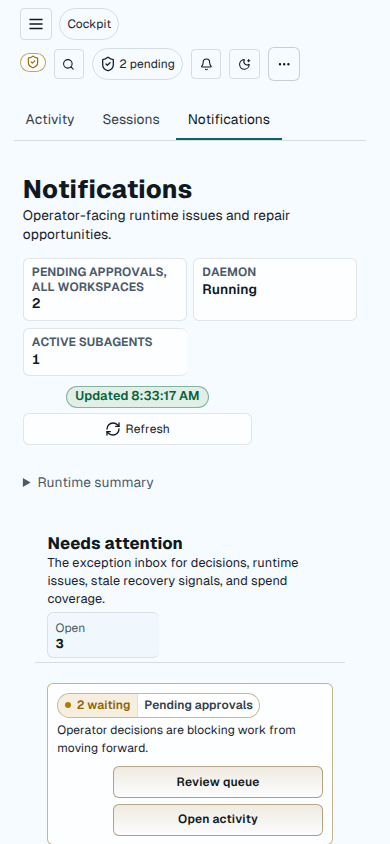 Cockpit
2 pending
Activity
Sessions
Notifications
Notifications
Operator-facing runtime issues and repair
opportunities.
PENDING APPROVALS,
ALL WORKSPACES
2
DAEMON
Running
ACTIVE SUBAGENTS
1
Updated 8:33:17 AM
Refresh
Runtime summary
Needs attention
The exception inbox for decisions, runtime
issues, stale recovery signals, and spend
coverage.
Open
3
2 waiting
Pending approvals
Operator decisions are blocking work from
moving forward.
Review queue
Open activity